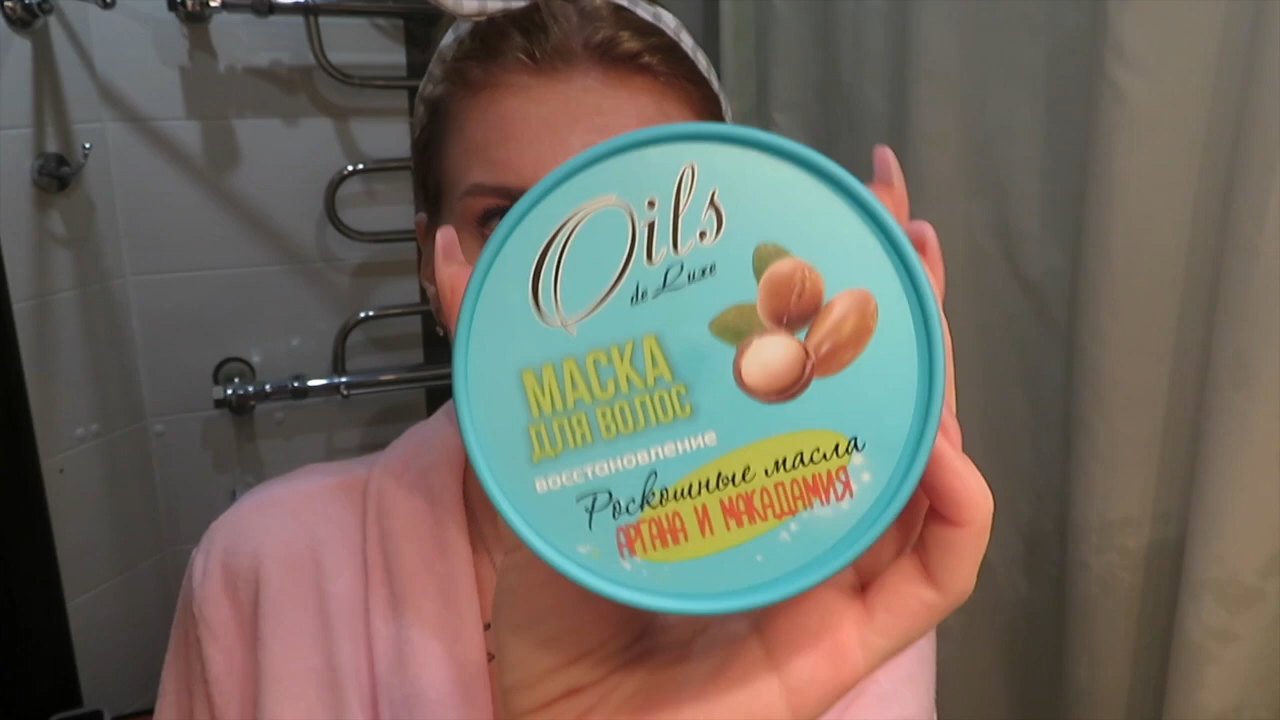 Oils
de Luxe
МАСКА
ДЛЯ ВОЛОС
восстановление
Роскошные масла
АРГАНА И МАКАДАМИЯ